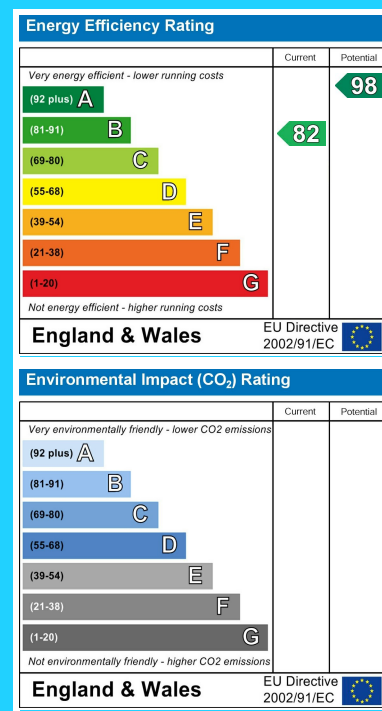 Energy Efficiency Rating
Current Potential
Very energy efficient - lower running costs
(92 plus) A 98
(81-91) B 82
(69-80) C
(55-68) D
(39-54) E
(21-38) F
(1-20) G
Not energy efficient - higher running costs
England & Wales EU Directive 2002/91/EC
Environmental Impact (CO₂) Rating
Current Potential
Very environmentally friendly - lower CO2 emissions
(92 plus) A
(81-91) B
(69-80) C
(55-68) D
(39-54) E
(21-38) F
(1-20) G
Not environmentally friendly - higher CO2 emissions
England & Wales EU Directive 2002/91/EC